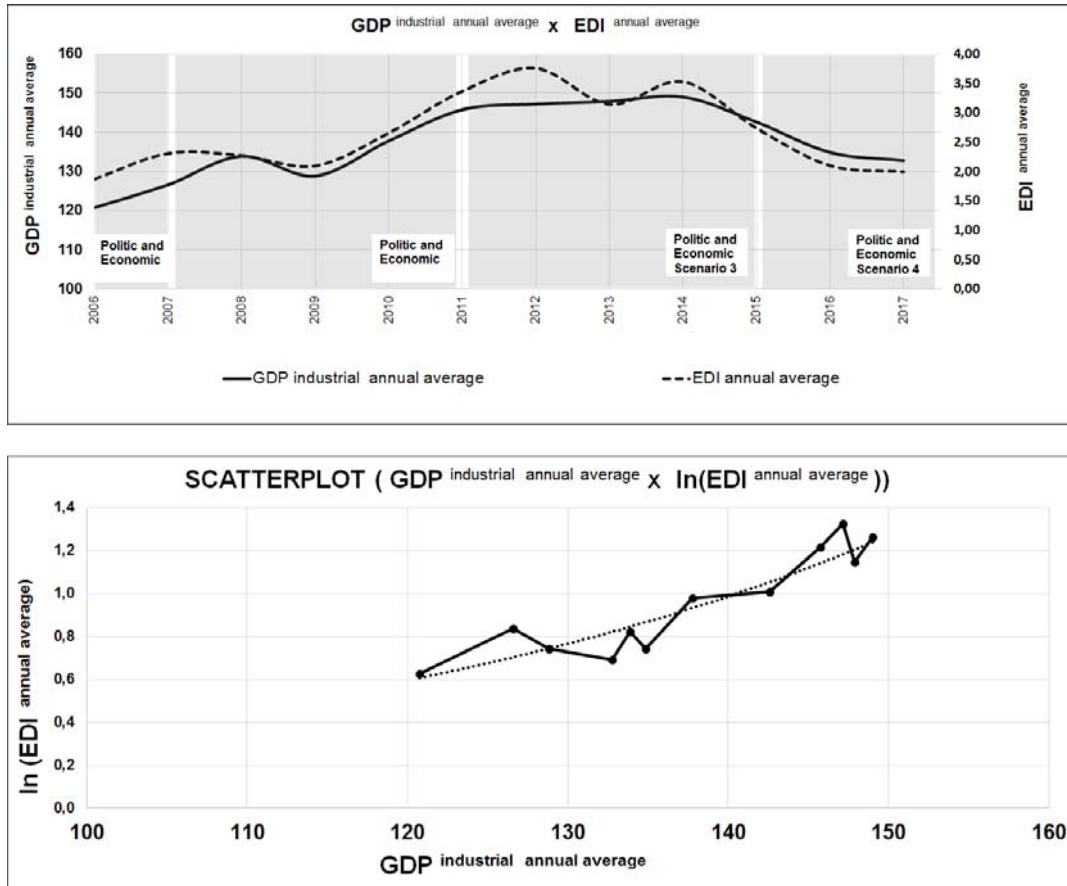 GDP industrial annual average x EDI annual average
160
150
140
130
120
110
100
GDP industrial annual average
4,00
3,50
3,00
2,50
2,00
1,50
1,00
0,50
0,00
EDI annual average
Politic and
Economic
Politic and
Economic
Politic and
Economic
Scenario 3
Politic and
Economic
Scenario 4
2006 2007 2008 2009 2010 2011 2012 2013 2014 2015 2016 2017
GDP industrial annual average EDI annual average
SCATTERPLOT ( GDP industrial annual average x ln(EDI annual average ))
1,4
1,2
1,0
0,8
0,6
0,4
0,2
0,0
ln (EDI annual average)
100 110 120 130 140 150 160
GDP industrial annual average